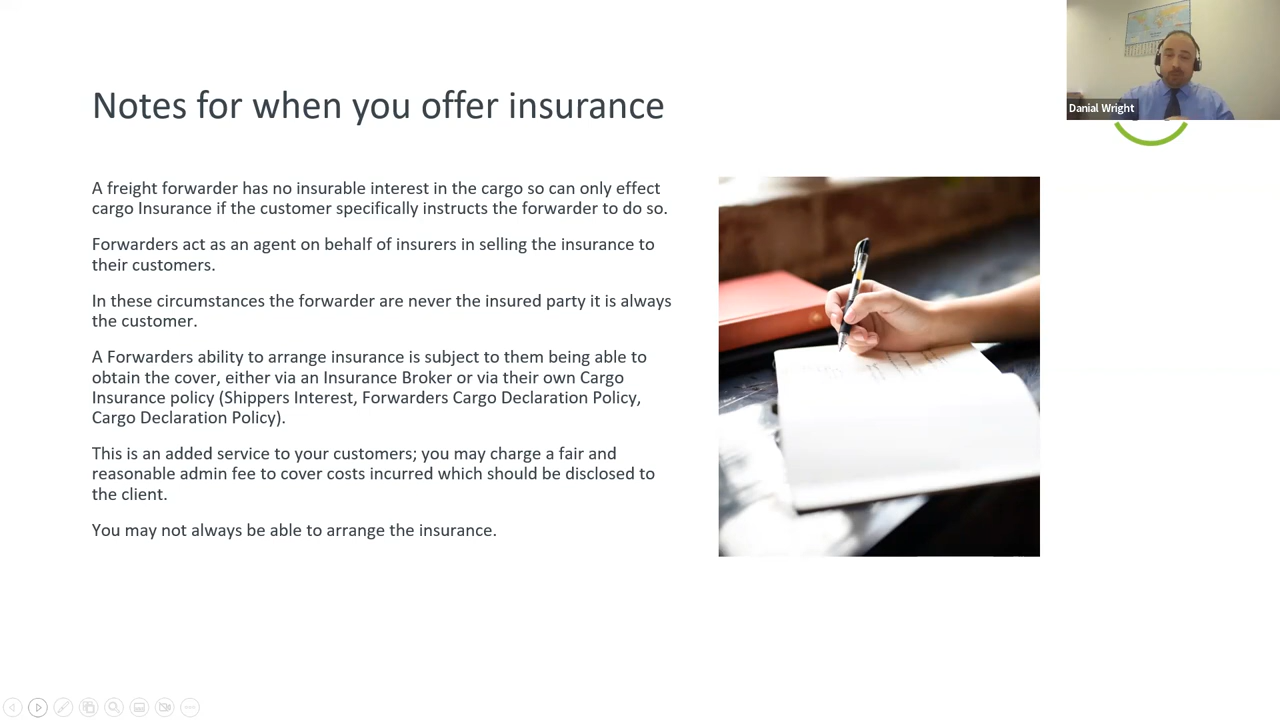 Notes for when you offer insurance
Danial Wright
A freight forwarder has no insurable interest in the cargo so can only effect
cargo Insurance if the customer specifically instructs the forwarder to do so.
Forwarders act as an agent on behalf of insurers in selling the insurance to
their customers.
In these circumstances the forwarder are never the insured party it is always
the customer.
A Forwarders ability to arrange insurance is subject to them being able to
obtain the cover, either via an Insurance Broker or via their own Cargo
Insurance policy (Shippers Interest, Forwarders Cargo Declaration Policy,
Cargo Declaration Policy).
This is an added service to your customers; you may charge a fair and
reasonable admin fee to cover costs incurred which should be disclosed to
the client.
You may not always be able to arrange the insurance.